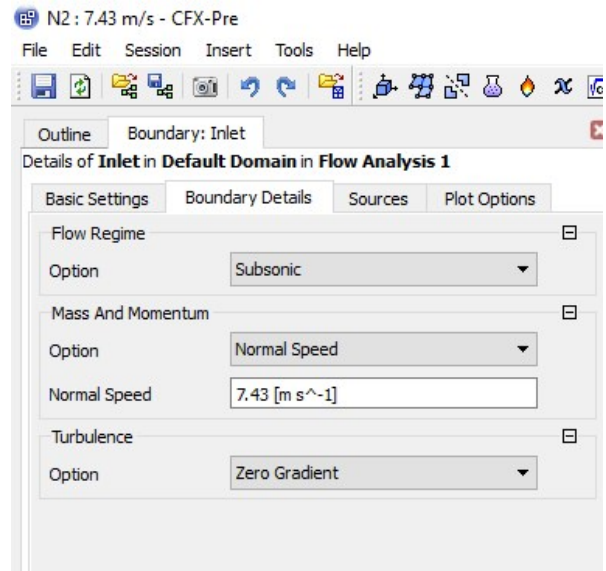 N2 : 7.43 m/s - CFX-Pre
File Edit Session Insert Tools Help
Outline Boundary: Inlet
Details of Inlet in Default Domain in Flow Analysis 1
Basic Settings Boundary Details Sources Plot Options
Flow Regime
Option Subsonic
Mass And Momentum
Option Normal Speed
Normal Speed 7.43 [m s^-1]
Turbulence
Option Zero Gradient